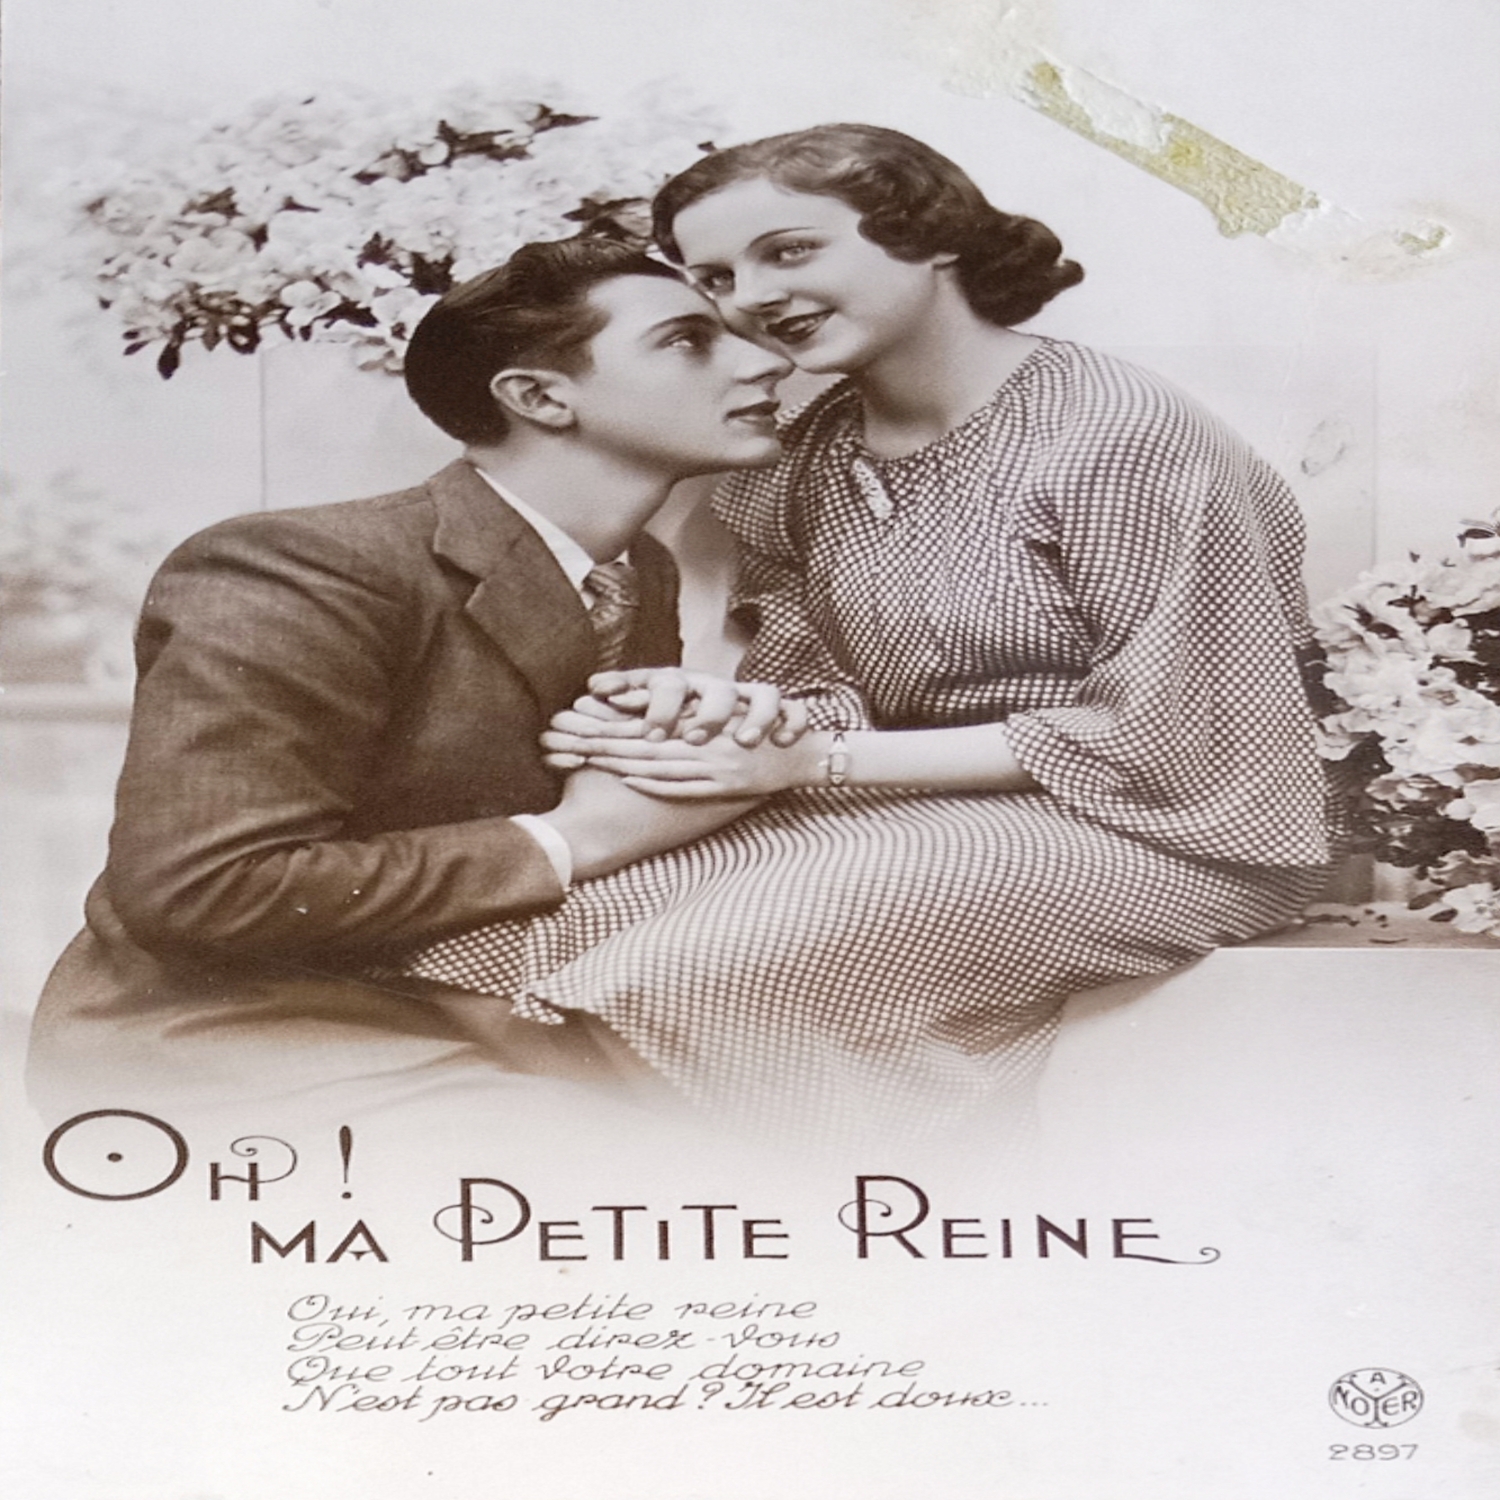 OH !
MA PETITE REINE
Oui, ma petite reine
Peut être direz-vous
Que tout votre domaine
N'est pas grand ? Il est doux...
A
NOYER
2897